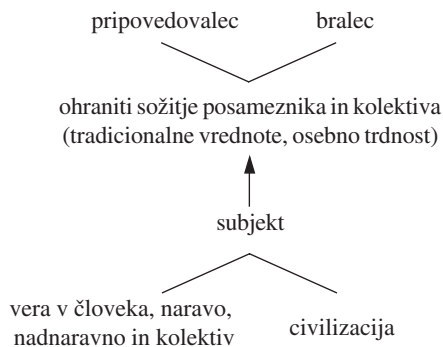 pripovedovalec bralec
ohraniti sožitje posameznika in kolektiva
(tradicionalne vrednote, osebno trdnost)
subjekt
vera v človeka, naravo,
nadnaravno in kolektiv
civilizacija